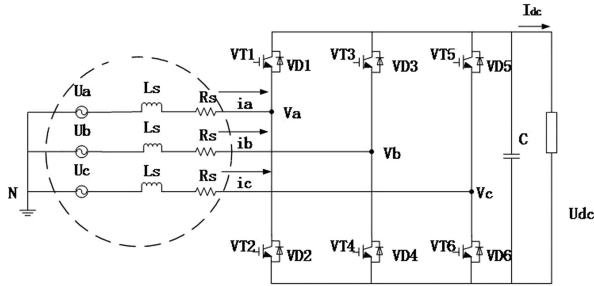 Idc
VT1 VD1 VT3 VD3 VT5 VD5
Ua Ls Rs ia Va
Ub Ls Rs ib Vb
Uc Ls Rs ic Vc
N
C
Udc
VT2 VD2 VT4 VD4 VT6 VD6